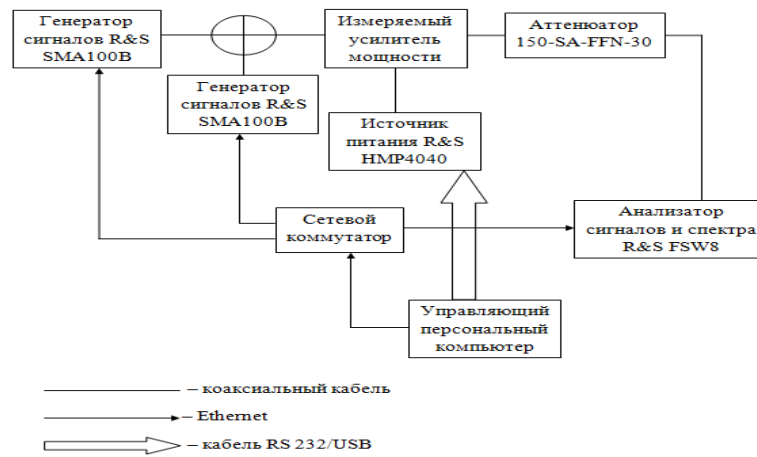 Генератор
сигналов R&S
SMA100B
Измеряемый
усилитель
мощности
Аттенюатор
150-SA-FFN-30
Генератор
сигналов R&S
SMA100B
Источник
питания R&S
HMP4040
Сетевой
коммутатор
Анализатор
сигналов и спектра
R&S FSW8
Управляющий
персональный
компьютер
– коаксиальный кабель
– Ethernet
– кабель RS 232/USB